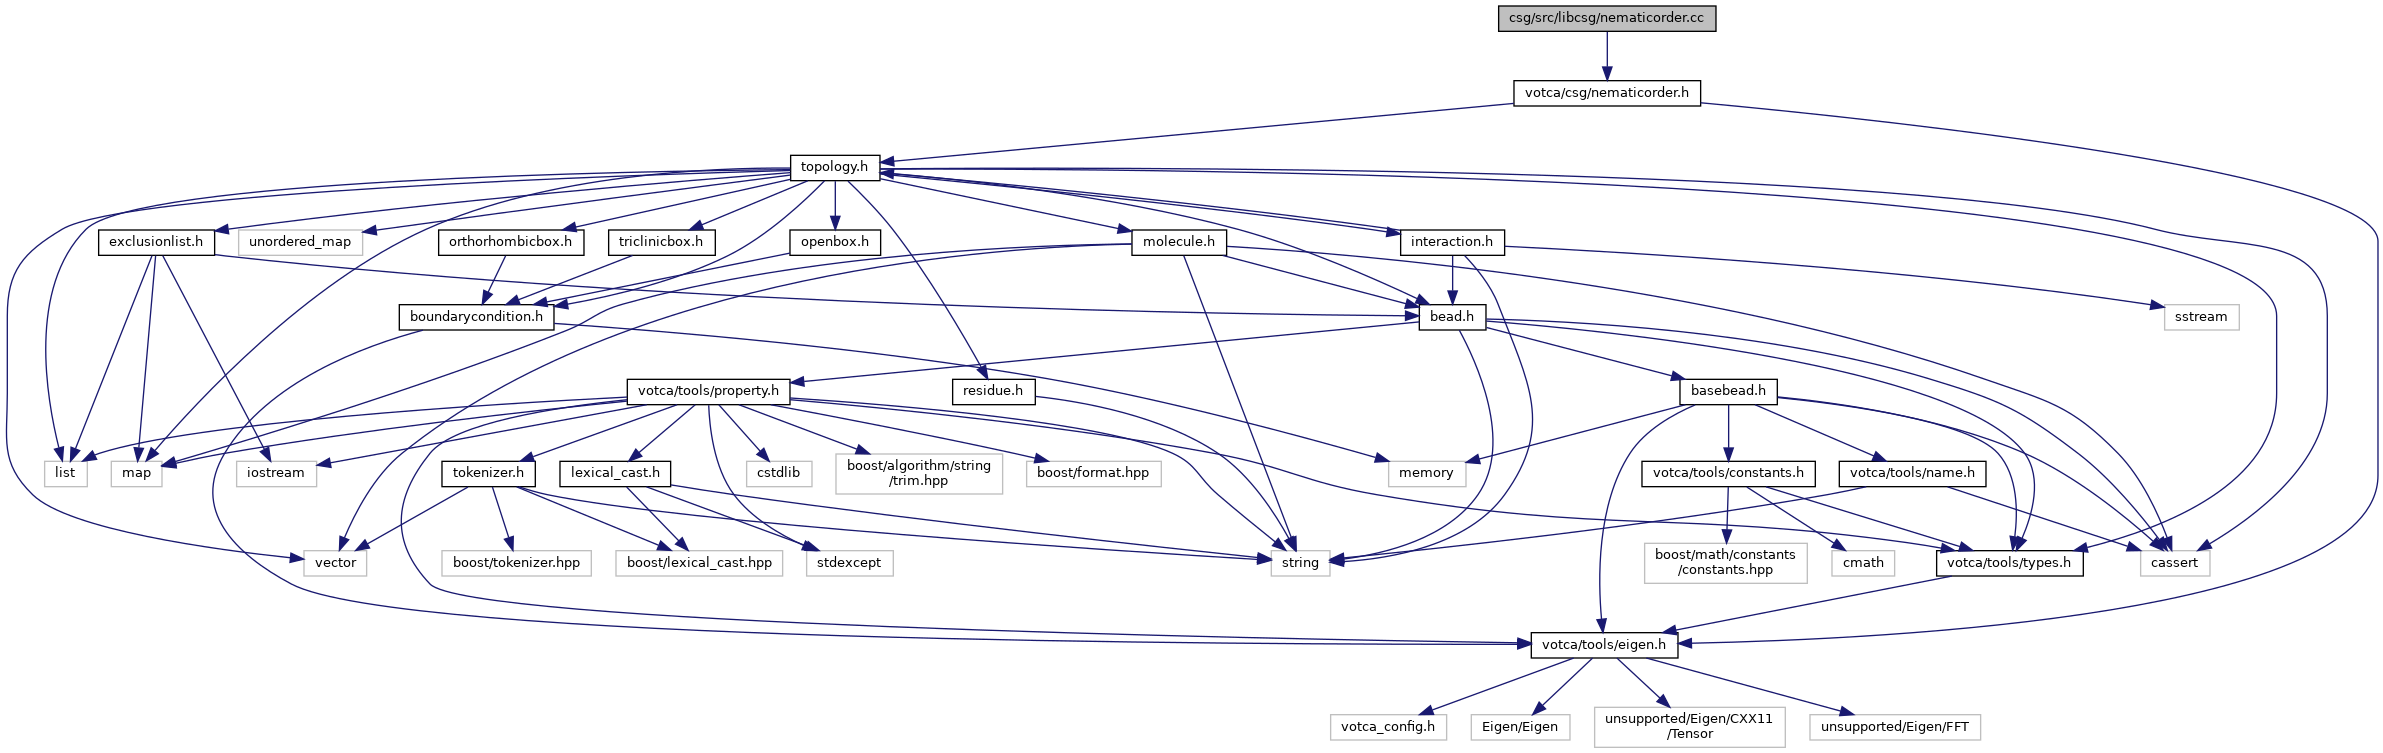 csg/src/libcsg/nematicorder.cc
votca/csg/nematicorder.h
topology.h
exclusionlist.h
unordered_map
orthorhombicbox.h
triclinicbox.h
openbox.h
molecule.h
interaction.h
boundarycondition.h
bead.h
sstream
votca/tools/property.h
residue.h
basebead.h
list
map
iostream
tokenizer.h
lexical_cast.h
cstdlib
boost/algorithm/string
/trim.hpp
boost/format.hpp
memory
votca/tools/constants.h
votca/tools/name.h
vector
boost/tokenizer.hpp
boost/lexical_cast.hpp
stdexcept
string
boost/math/constants
/constants.hpp
cmath
votca/tools/types.h
cassert
votca/tools/eigen.h
votca_config.h
Eigen/Eigen
unsupported/Eigen/CXX11
/Tensor
unsupported/Eigen/FFT